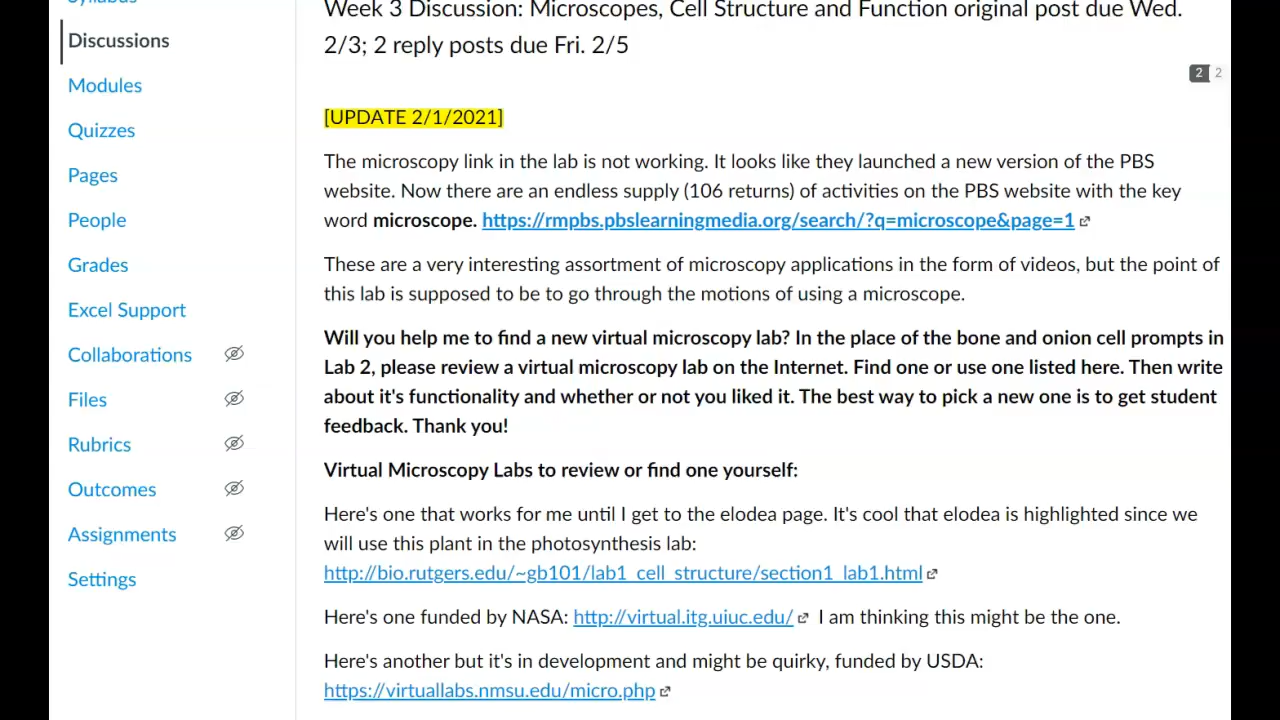 Syllabus
Discussions
Modules
Quizzes
Pages
People
Grades
Excel Support
Collaborations
Files
Rubrics
Outcomes
Assignments
Settings
Week 3 Discussion: Microscopes, Cell Structure and Function original post due Wed.
2/3; 2 reply posts due Fri. 2/5
2 2
[UPDATE 2/1/2021]
The microscopy link in the lab is not working. It looks like they launched a new version of the PBS
website. Now there are an endless supply (106 returns) of activities on the PBS website with the key
word microscope. https://rmpbs.pbslearningmedia.org/search/?q=microscope&page=1
These are a very interesting assortment of microscopy applications in the form of videos, but the point of
this lab is supposed to be to go through the motions of using a microscope.
Will you help me to find a new virtual microscopy lab? In the place of the bone and onion cell prompts in
Lab 2, please review a virtual microscopy lab on the Internet. Find one or use one listed here. Then write
about it's functionality and whether or not you liked it. The best way to pick a new one is to get student
feedback. Thank you!
Virtual Microscopy Labs to review or find one yourself:
Here's one that works for me until I get to the elodea page. It's cool that elodea is highlighted since we
will use this plant in the photosynthesis lab:
http://bio.rutgers.edu/~gb101/lab1_cell_structure/section1_lab1.html
Here's one funded by NASA: http://virtual.itg.uiuc.edu/ I am thinking this might be the one.
Here's another but it's in development and might be quirky, funded by USDA:
https://virtuallabs.nmsu.edu/micro.php